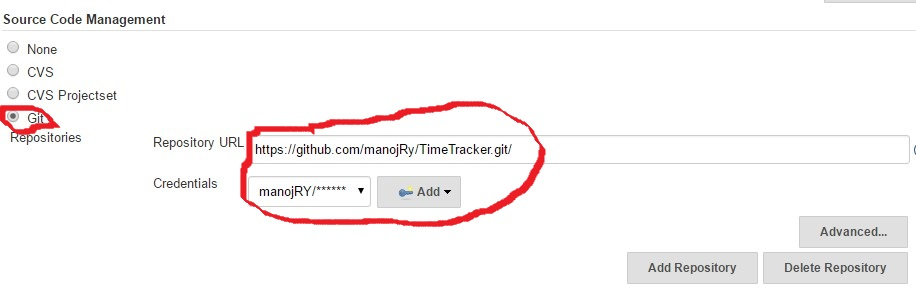 Source Code Management
None
CVS
CVS Projectset
Git
Repositories
Repository URL https://github.com/manojRy/TimeTracker.git/
Credentials manojRY/****** Add
Advanced...
Add Repository Delete Repository